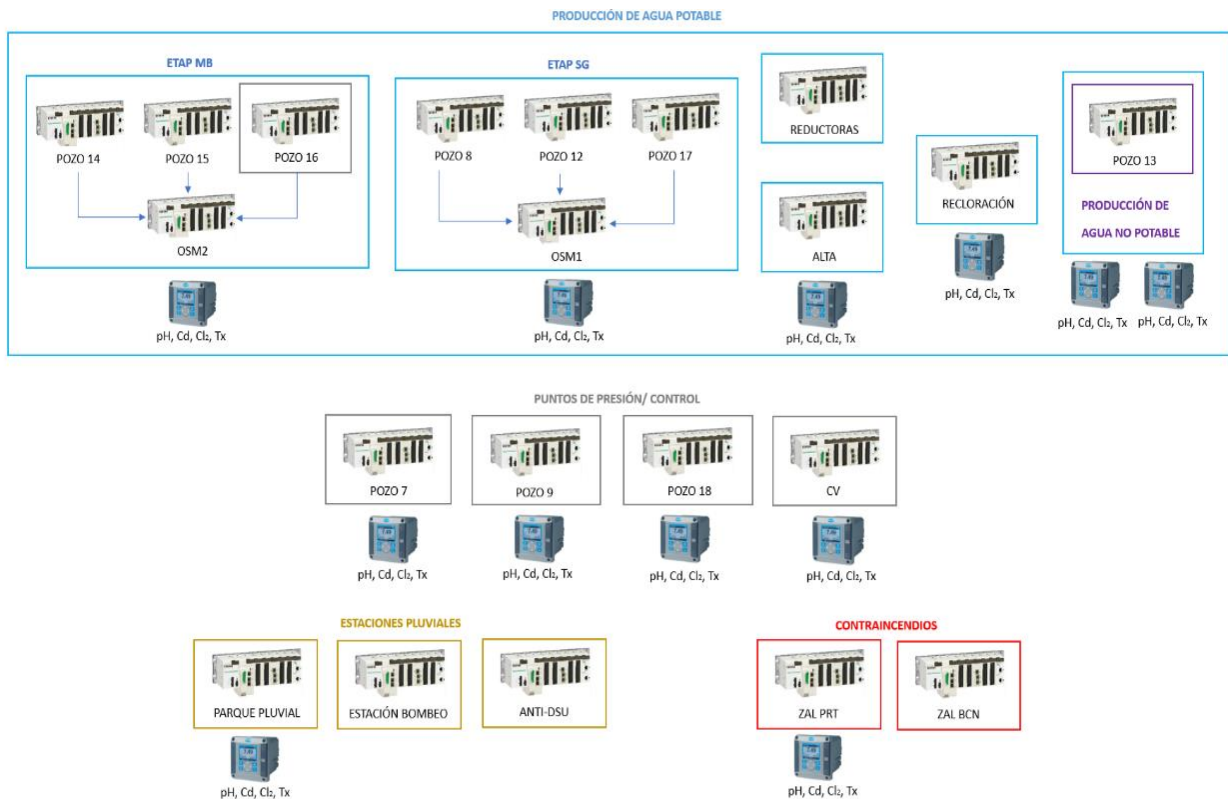 PRODUCCIÓN DE AGUA POTABLE
ETAP MB
POZO 14
POZO 15
POZO 16
OSM2
pH, Cd, Cl₂, Tx
ETAP SG
POZO 8
POZO 12
POZO 17
OSM1
pH, Cd, Cl₂, Tx
REDUCTORAS
ALTA
pH, Cd, Cl₂, Tx
RECLORACIÓN
pH, Cd, Cl₂, Tx
POZO 13
PRODUCCIÓN DE
AGUA NO POTABLE
pH, Cd, Cl₂, Tx
pH, Cd, Cl₂, Tx
PUNTOS DE PRESIÓN/ CONTROL
POZO 7
POZO 9
POZO 18
CV
pH, Cd, Cl₂, Tx
pH, Cd, Cl₂, Tx
pH, Cd, Cl₂, Tx
pH, Cd, Cl₂, Tx
ESTACIONES PLUVIALES
PARQUE PLUVIAL
ESTACIÓN BOMBEO
ANTI-DSU
pH, Cd, Cl₂, Tx
CONTRAINCENDIOS
ZAL PRT
ZAL BCN
pH, Cd, Cl₂, Tx